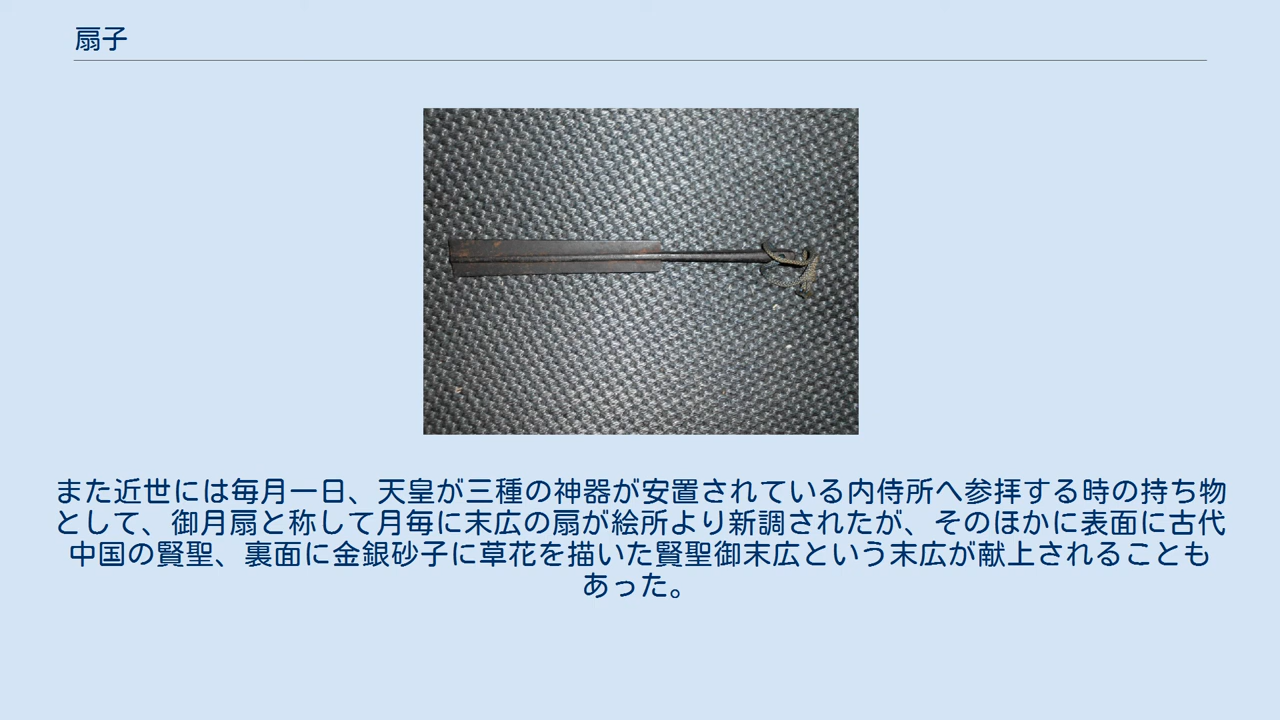 扇子
また近世には毎月一日、天皇が三種の神器が安置されている内侍所へ参拝する時の持ち物
として、御月扇と称して月毎に末広の扇が絵所より新調されたが、そのほかに表面に古代
中国の賢聖、裏面に金銀砂子に草花を描いた賢聖御末広という末広が献上されることも
あった。